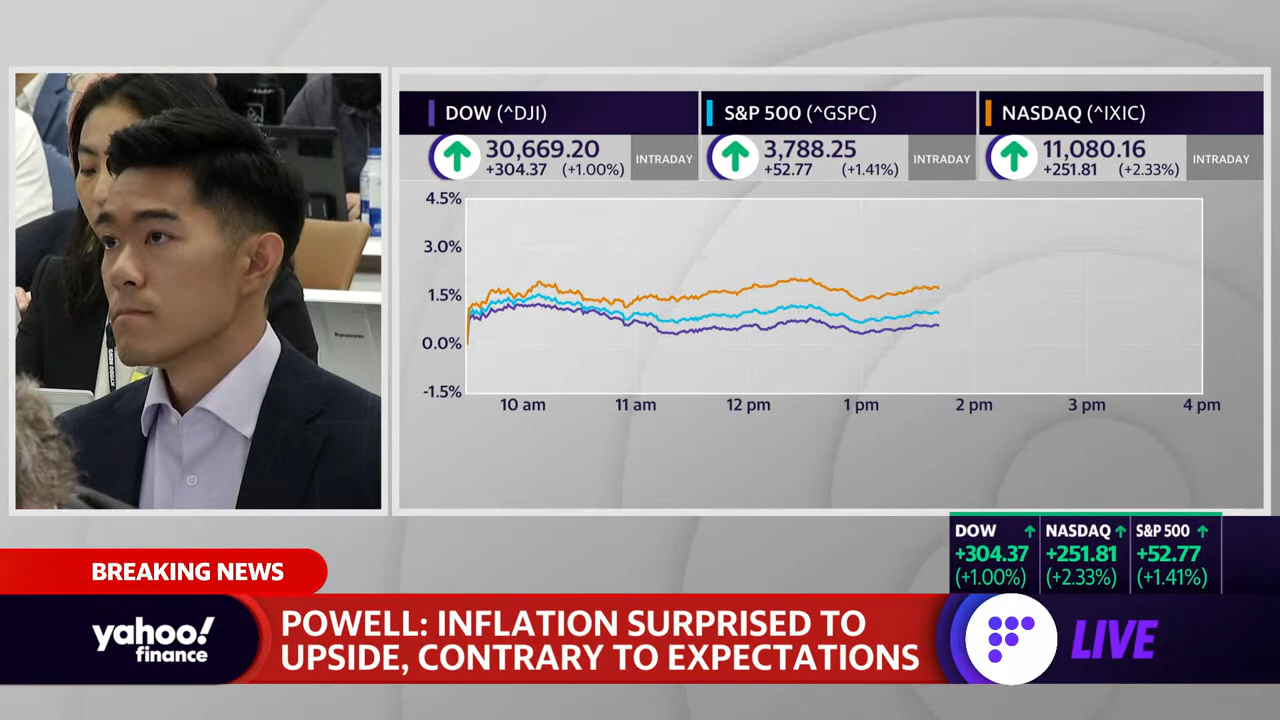 DOW (^DJI)
30,669.20
+304.37 (+1.00%)
INTRADAY
S&P 500 (^GSPC)
3,788.25
+52.77 (+1.41%)
INTRADAY
NASDAQ (^IXIC)
11,080.16
+251.81 (+2.33%)
INTRADAY
4.5%
3.0%
1.5%
0.0%
-1.5%
10 am 11 am 12 pm 1 pm 2 pm 3 pm 4 pm
Panasonic
KYODO NEWS
DOW
+304.37
(+1.00%)
NASDAQ
+251.81
(+2.33%)
S&P 500
+52.77
(+1.41%)
BREAKING NEWS
yahoo!
finance
POWELL: INFLATION SURPRISED TO
UPSIDE, CONTRARY TO EXPECTATIONS
LIVE